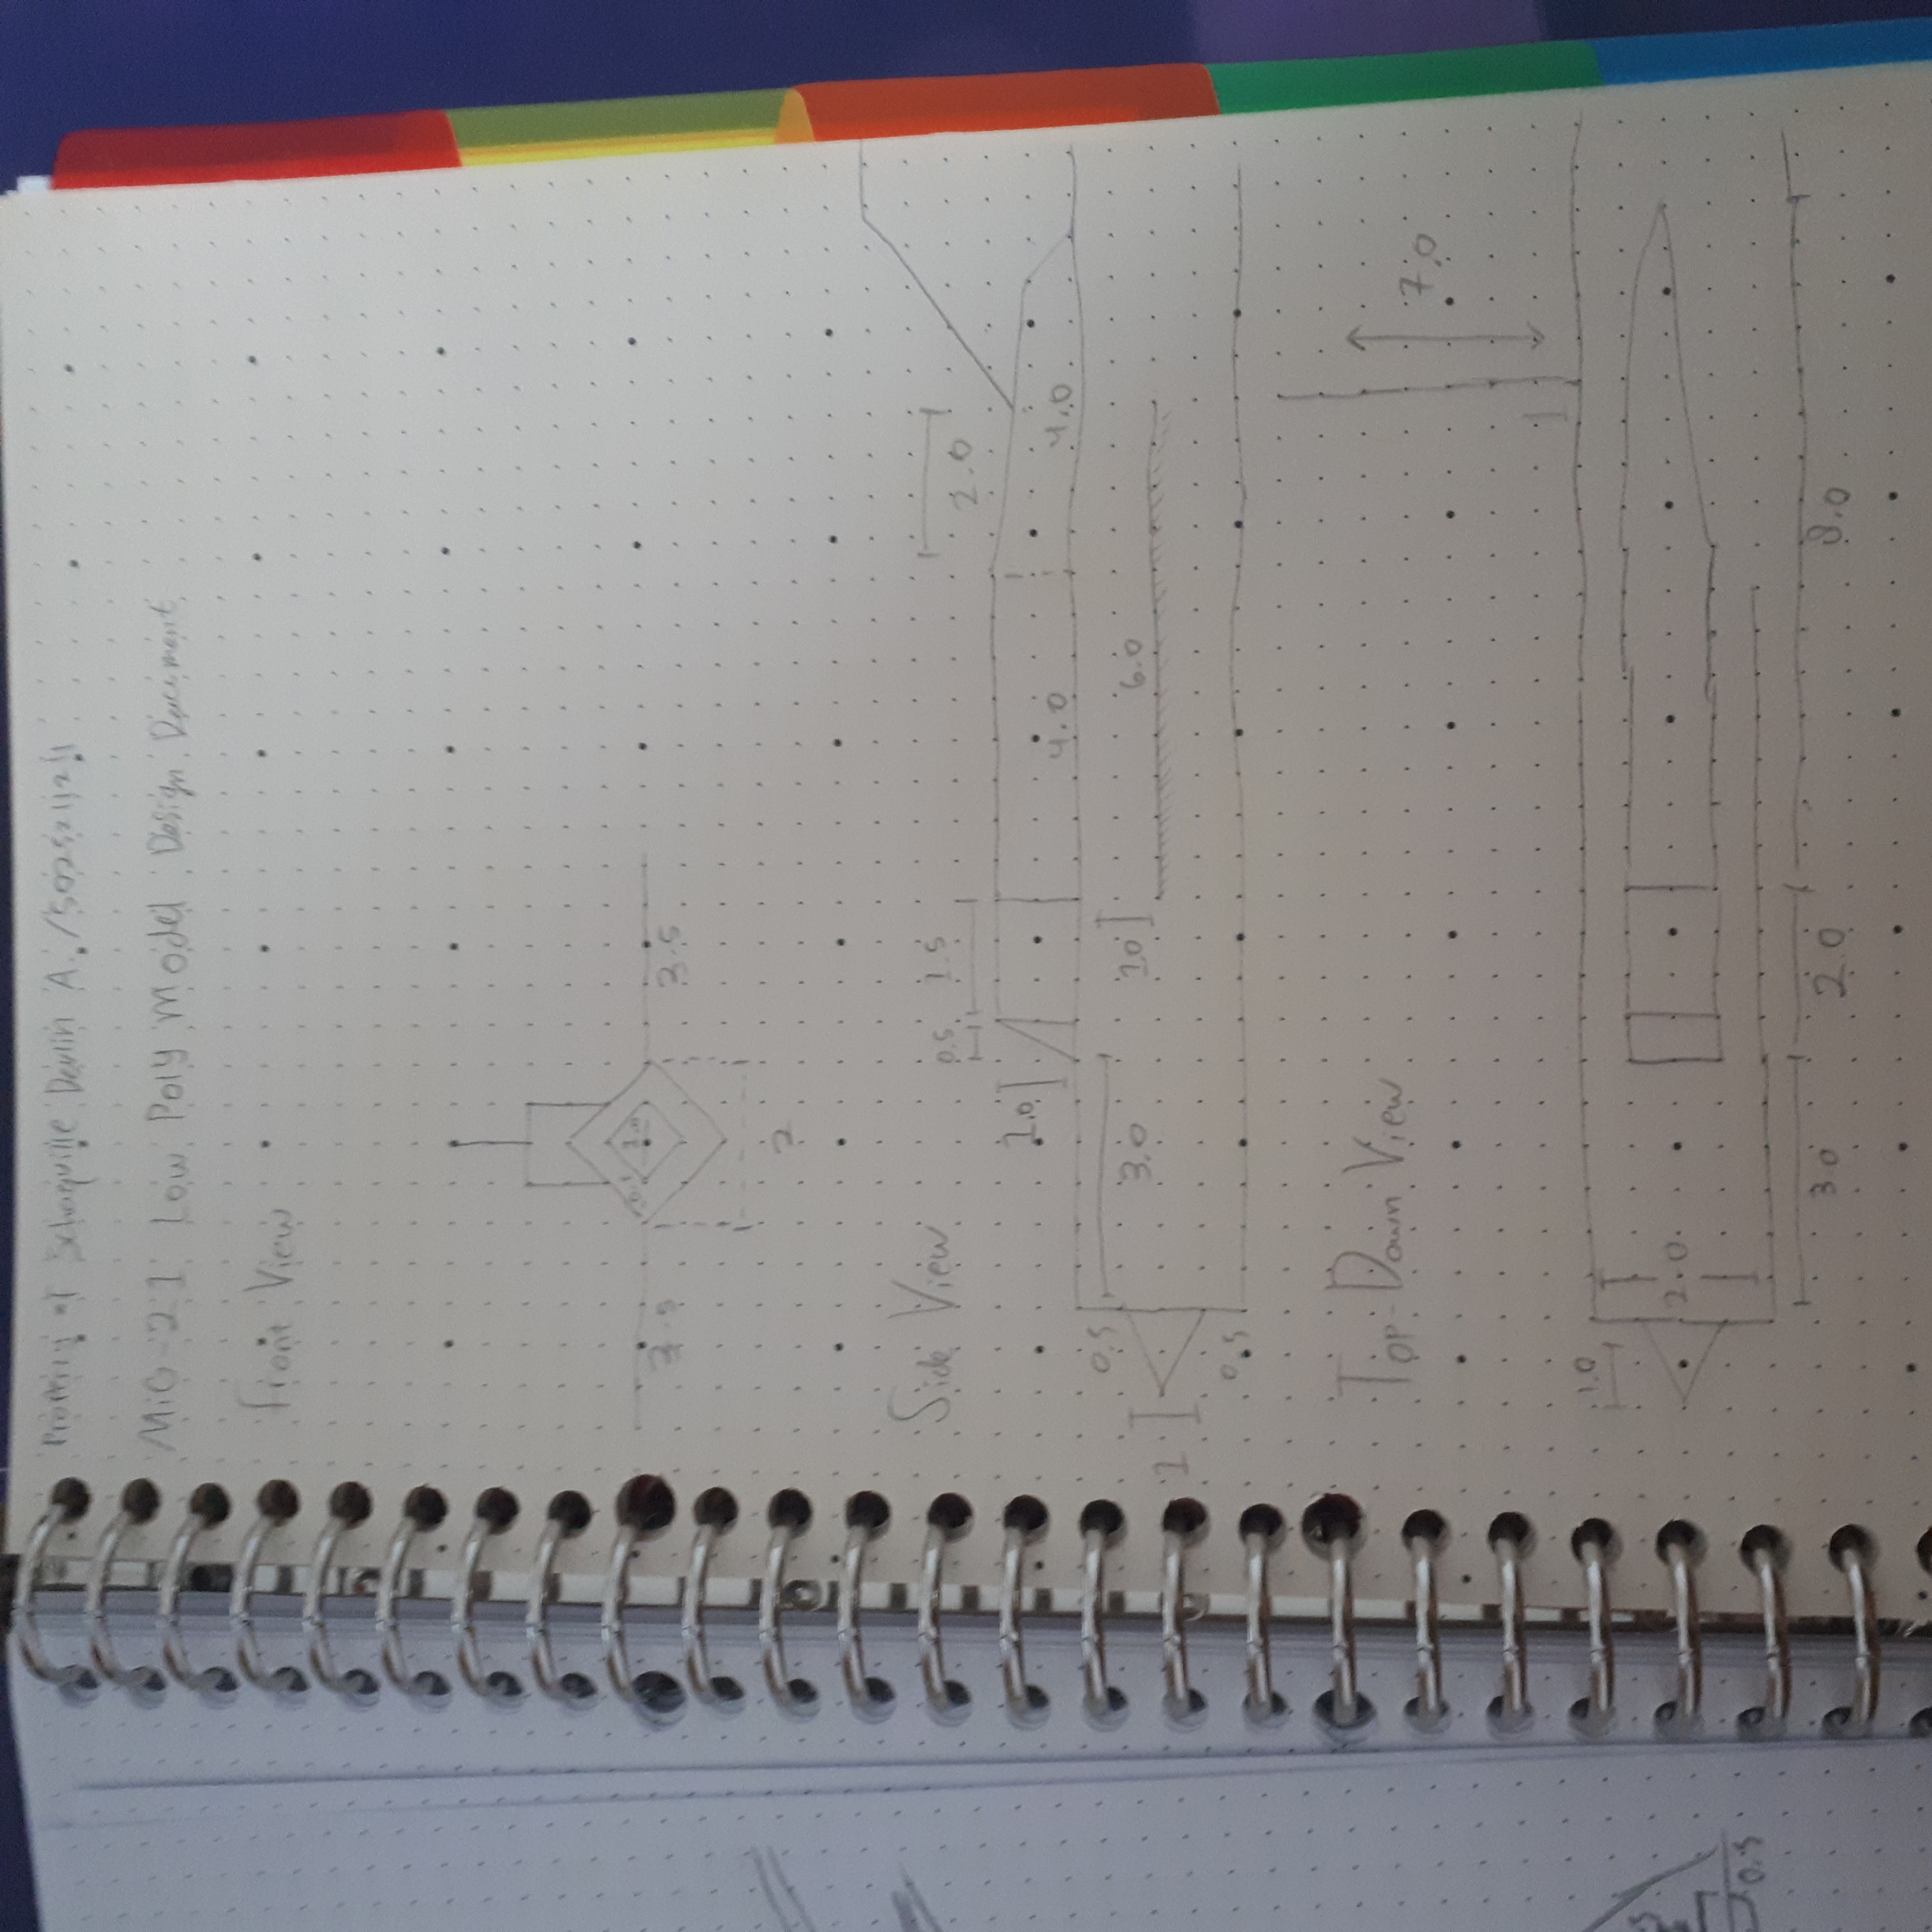 Property of Schaquille Devlin A. / 5025211211
MiG-21 Low Poly Model Design Document
Front View
0.5 1.0
3.5 3.5
2
Side View
0.5 1.5
2.0
1.0
4.0 4.0
0.5
3.0 1.0 6.0
1
0.5
Top-Down View
7.0
1.0
2.0
3.0 2.0 8.0
0.5